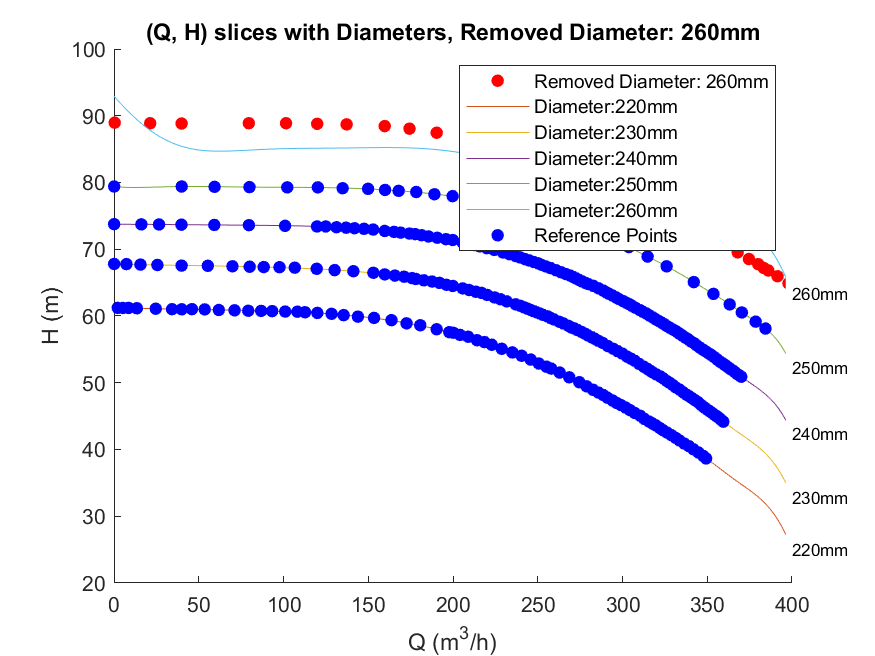 (Q, H) slices with Diameters, Removed Diameter: 260mm
100
90
80
70
60
50
40
30
20
H (m)
0
50
100
150
200
250
300
350
400
Q (m³/h)
Removed Diameter: 260mm
Diameter:220mm
Diameter:230mm
Diameter:240mm
Diameter:250mm
Diameter:260mm
Reference Points
260mm
250mm
240mm
230mm
220mm